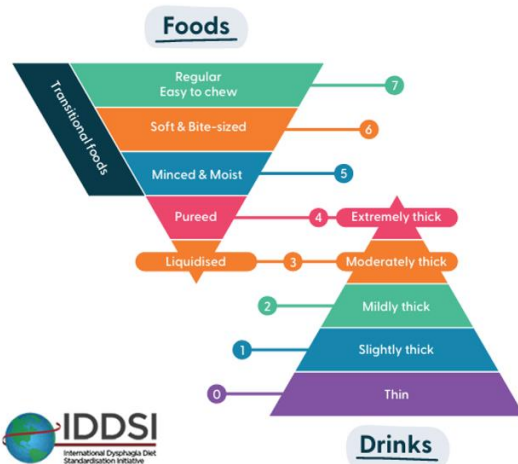 Foods
Transitional foods
Regular
Easy to chew
7
Soft & Bite-sized
6
Minced & Moist
5
Pureed
4
Extremely thick
Liquidised
3
Moderately thick
2
Mildly thick
1
Slightly thick
0
Thin
IDDSI
International Dysphagia Diet
Standardisation Initiative
Drinks